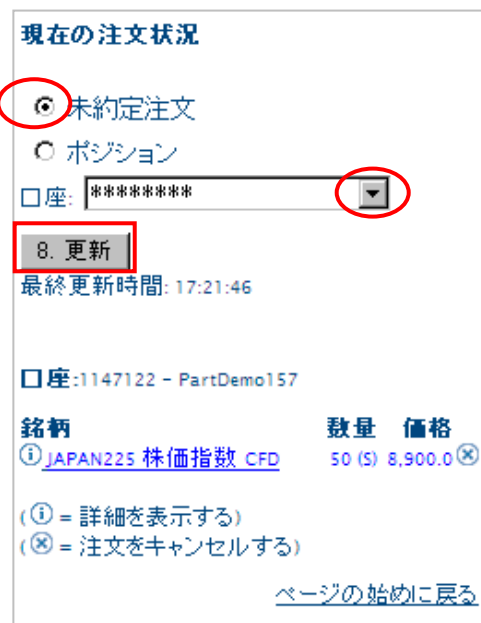 現在の注文状況
未約定注文
ポジション
口座: ********
8. 更新
最終更新時間: 17:21:46
口座:1147122 - PartDemo157
銘柄 数量 価格
ⓘ JAPAN225 株価指数 CFD 50 (S) 8,900.0 ⓧ
(ⓘ = 詳細を表示する)
(ⓧ = 注文をキャンセルする)
ページの始めに戻る